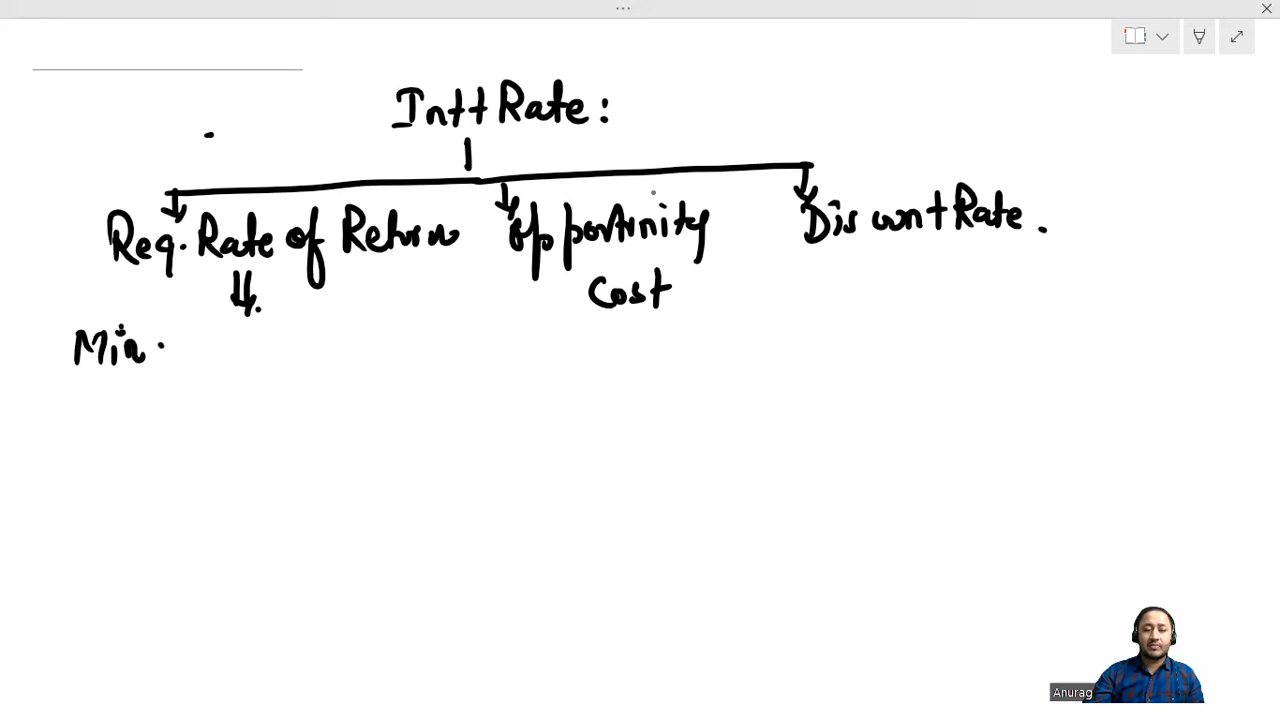 Intt Rate:
Req. Rate of Return
opportunity
cost
Discount Rate.
Min.
Anurag